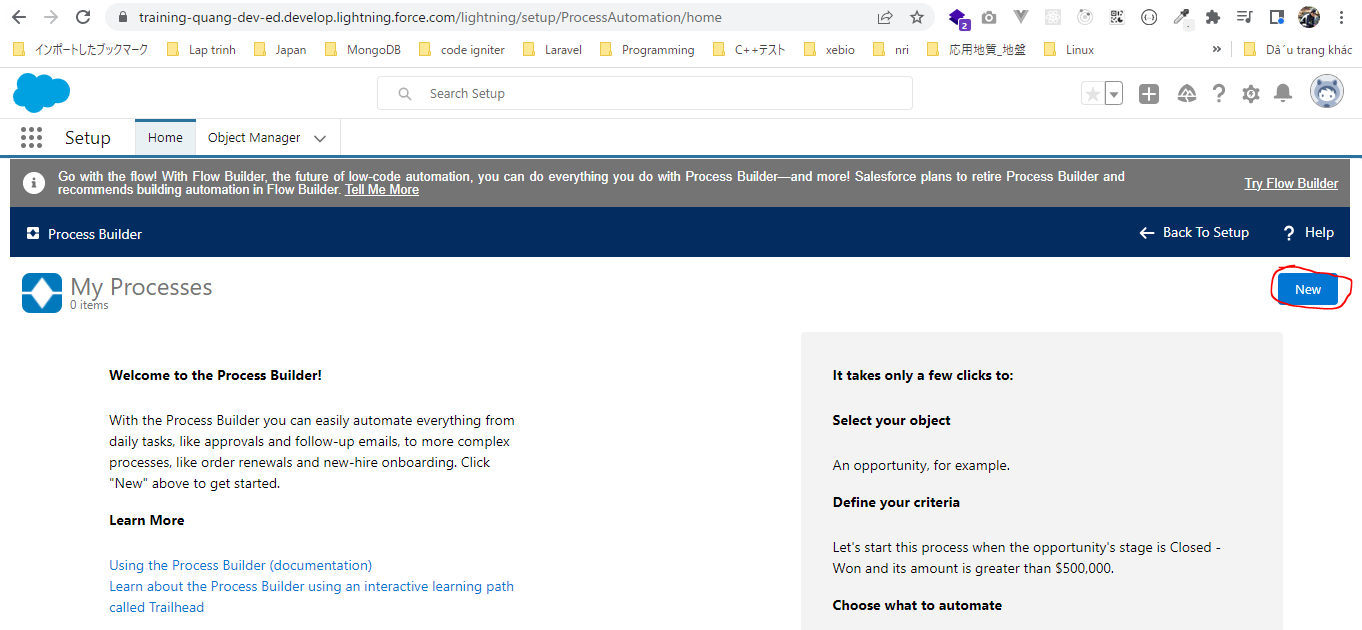 training-quang-dev-ed.develop.lightning.force.com/lightning/setup/ProcessAutomation/home
2
インポートしたブックマーク Lap trinh Japan MongoDB code igniter Laravel Programming C++テスト xebio nri 応用地質_地盤 Linux » Dấu trang khác
Search Setup
Setup Home Object Manager
Go with the flow! With Flow Builder, the future of low-code automation, you can do everything you do with Process Builder—and more! Salesforce plans to retire Process Builder and
recommends building automation in Flow Builder. Tell Me More
Try Flow Builder
Process Builder Back To Setup ? Help
My Processes
0 items
New
Welcome to the Process Builder!
With the Process Builder you can easily automate everything from
daily tasks, like approvals and follow-up emails, to more complex
processes, like order renewals and new-hire onboarding. Click
"New" above to get started.
Learn More
Using the Process Builder (documentation)
Learn about the Process Builder using an interactive learning path
called Trailhead
It takes only a few clicks to:
Select your object
An opportunity, for example.
Define your criteria
Let's start this process when the opportunity's stage is Closed -
Won and its amount is greater than $500,000.
Choose what to automate